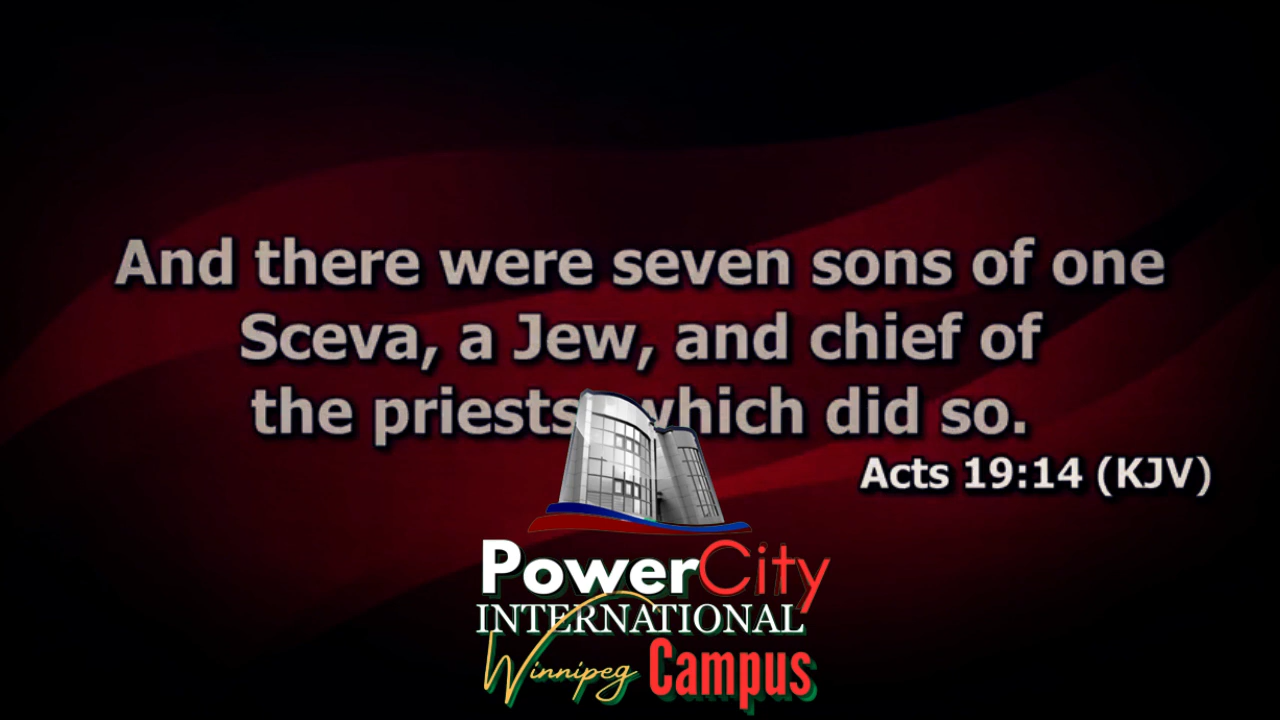 And there were seven sons of one
Sceva, a Jew, and chief of
the priests which did so.
Acts 19:14 (KJV)
PowerCity
INTERNATIONAL
Winnipeg Campus